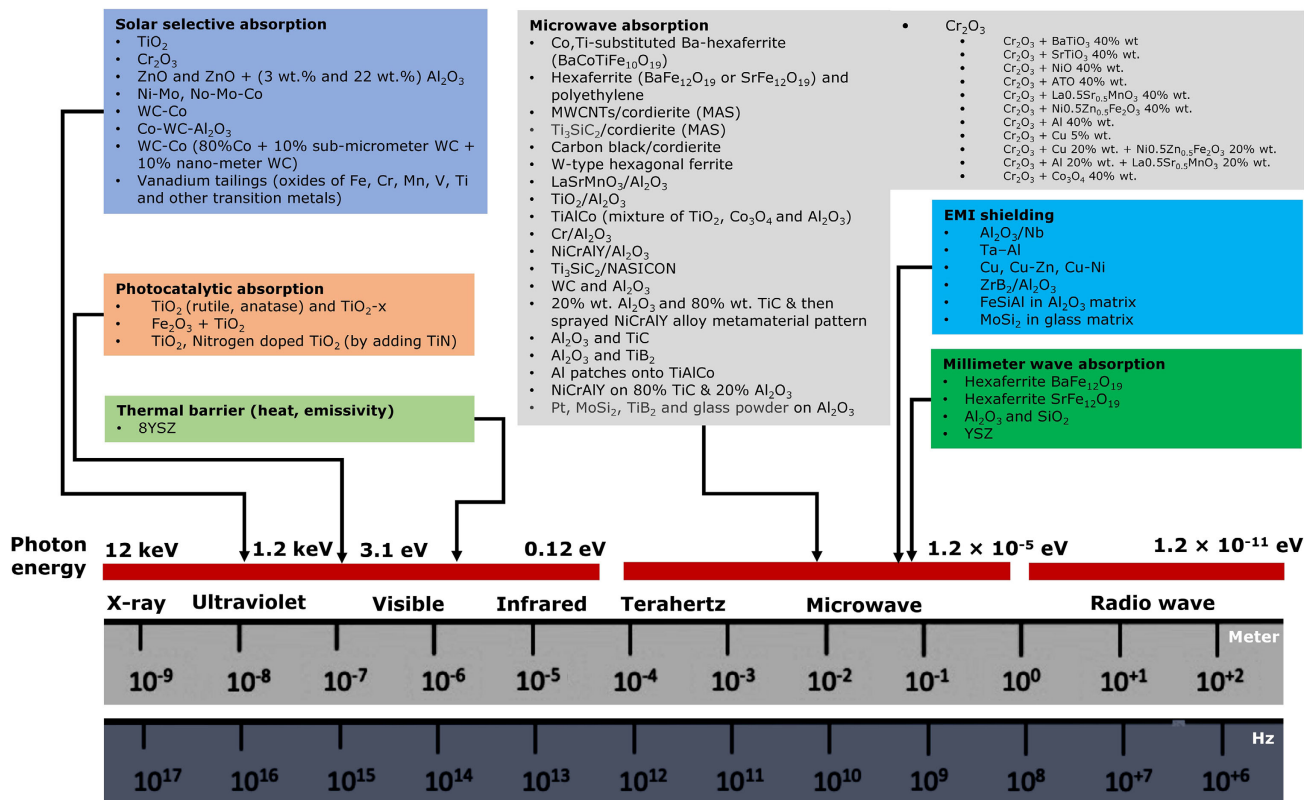 Solar selective absorption
• TiO₂
• Cr₂O₃
• ZnO and ZnO + (3 wt.% and 22 wt.%) Al₂O₃
• Ni-Mo, No-Mo-Co
• WC-Co
• Co-WC-Al₂O₃
• WC-Co (80%Co + 10% sub-micrometer WC +
10% nano-meter WC)
• Vanadium tailings (oxides of Fe, Cr, Mn, V, Ti
and other transition metals)
Photocatalytic absorption
• TiO₂ (rutile, anatase) and TiO₂-x
• Fe₂O₃ + TiO₂
• TiO₂, Nitrogen doped TiO₂ (by adding TiN)
Thermal barrier (heat, emissivity)
• 8YSZ
Microwave absorption
• Co,Ti-substituted Ba-hexaferrite
(BaCoTiFe₁₀O₁₉)
• Hexaferrite (BaFe₁₂O₁₉ or SrFe₁₂O₁₉) and
polyethylene
• MWCNTs/cordierite (MAS)
• Ti₃SiC₂/cordierite (MAS)
• Carbon black/cordierite
• W-type hexagonal ferrite
• LaSrMnO₃/Al₂O₃
• TiO₂/Al₂O₃
• TiAlCo (mixture of TiO₂, Co₃O₄ and Al₂O₃)
• Cr/Al₂O₃
• NiCrAlY/Al₂O₃
• Ti₃SiC₂/NASICON
• WC and Al₂O₃
• 20% wt. Al₂O₃ and 80% wt. TiC & then
sprayed NiCrAlY alloy metamaterial pattern
• Al₂O₃ and TiC
• Al₂O₃ and TiB₂
• Al patches onto TiAlCo
• NiCrAlY on 80% TiC & 20% Al₂O₃
• Pt, MoSi₂, TiB₂ and glass powder on Al₂O₃
• Cr₂O₃
• Cr₂O₃ + BaTiO₃ 40% wt
• Cr₂O₃ + SrTiO₃ 40% wt.
• Cr₂O₃ + NiO 40% wt.
• Cr₂O₃ + ATO 40% wt.
• Cr₂O₃ + La0.5Sr₀.₅MnO₃ 40% wt.
• Cr₂O₃ + Ni0.5Zn₀.₅Fe₂O₃ 40% wt.
• Cr₂O₃ + Al 40% wt.
• Cr₂O₃ + Cu 5% wt.
• Cr₂O₃ + Cu 20% wt. + Ni0.5Zn₀.₅Fe₂O₃ 20% wt.
• Cr₂O₃ + Al 20% wt. + La0.5Sr₀.₅MnO₃ 20% wt.
• Cr₂O₃ + Co₃O₄ 40% wt.
EMI shielding
• Al₂O₃/Nb
• Ta–Al
• Cu, Cu-Zn, Cu-Ni
• ZrB₂/Al₂O₃
• FeSiAl in Al₂O₃ matrix
• MoSi₂ in glass matrix
Millimeter wave absorption
• Hexaferrite BaFe₁₂O₁₉
• Hexaferrite SrFe₁₂O₁₉
• Al₂O₃ and SiO₂
• YSZ
Photon
energy
12 keV 1.2 keV 3.1 eV 0.12 eV 1.2 × 10⁻⁵ eV 1.2 × 10⁻¹¹ eV
X-ray Ultraviolet Visible Infrared Terahertz Microwave Radio wave
Meter
10⁻⁹ 10⁻⁸ 10⁻⁷ 10⁻⁶ 10⁻⁵ 10⁻⁴ 10⁻³ 10⁻² 10⁻¹ 10⁰ 10⁺¹ 10⁺²
Hz
10¹⁷ 10¹⁶ 10¹⁵ 10¹⁴ 10¹³ 10¹² 10¹¹ 10¹⁰ 10⁹ 10⁸ 10⁺⁷ 10⁺⁶